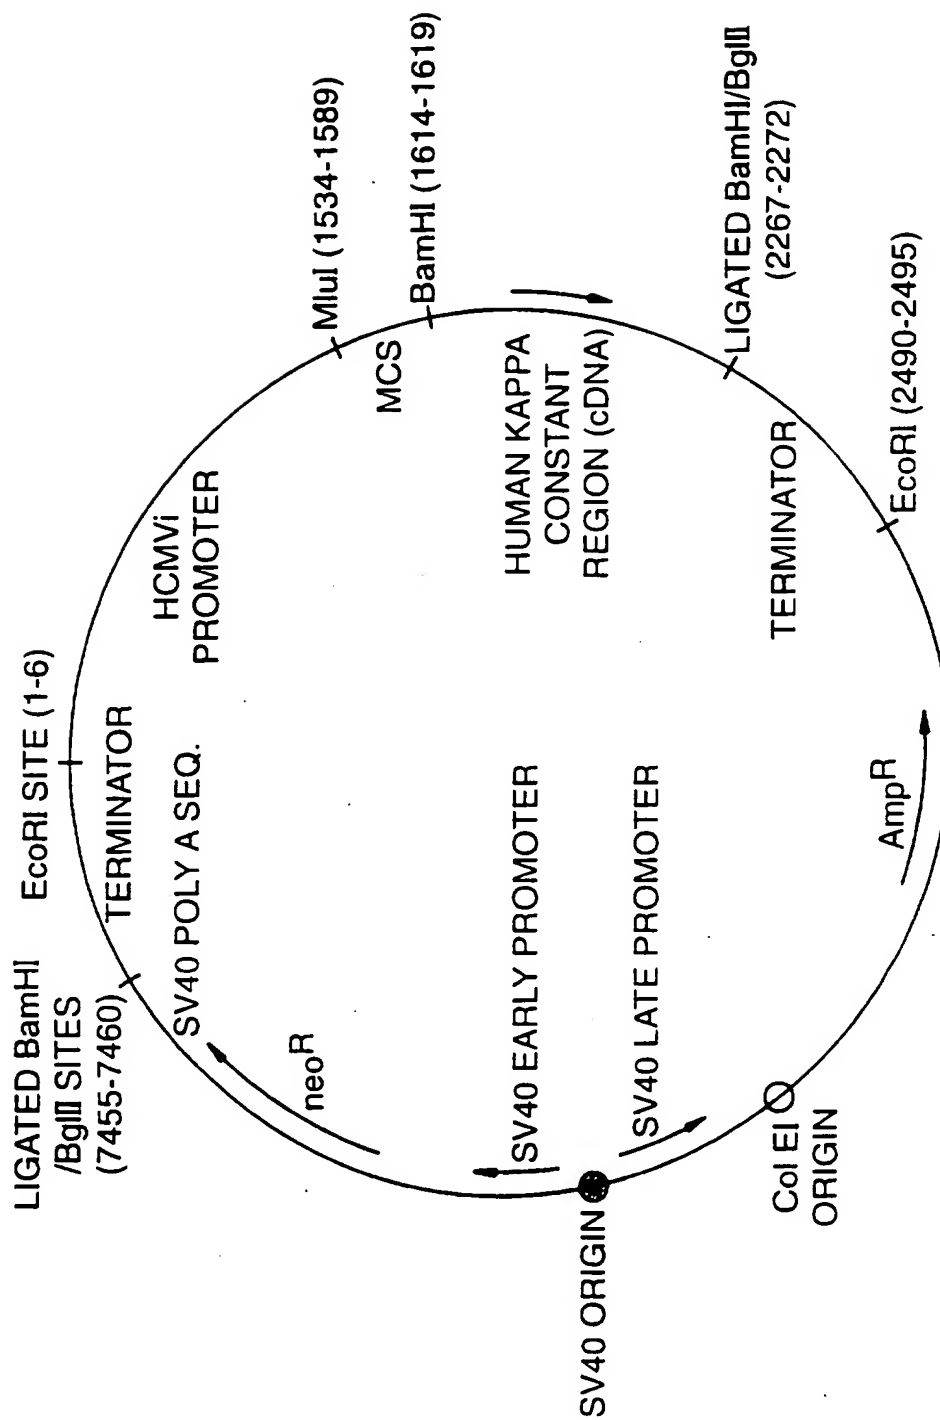 LIGATED BamHI
/BglII SITES
(7455-7460)
EcoRI SITE (1-6)
TERMINATOR
SV40 POLY A SEQ.
neoR
HCMVi
PROMOTER
MluI (1534-1589)
MCS
BamHI (1614-1619)
HUMAN KAPPA
CONSTANT
REGION (cDNA)
LIGATED BamHI/BglII
(2267-2272)
TERMINATOR
EcoRI (2490-2495)
AmpR
SV40 EARLY PROMOTER
SV40 LATE PROMOTER
SV40 ORIGIN
Col EI
ORIGIN